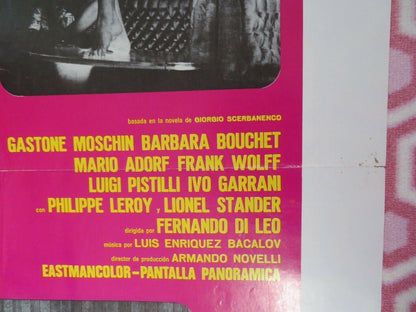 basada en la novela de GIORGIO SCERBANENCO
GASTONE MOSCHIN BARBARA BOUCHET
MARIO ADORF FRANK WOLFF
LUIGI PISTILLI IVO GARRANI
con PHILIPPE LEROY y LIONEL STANDER
dirigida por FERNANDO DI LEO
música por LUIS ENRIQUEZ BACALOV
director de producción ARMANDO NOVELLI
EASTMANCOLOR-PANTALLA PANORAMICA